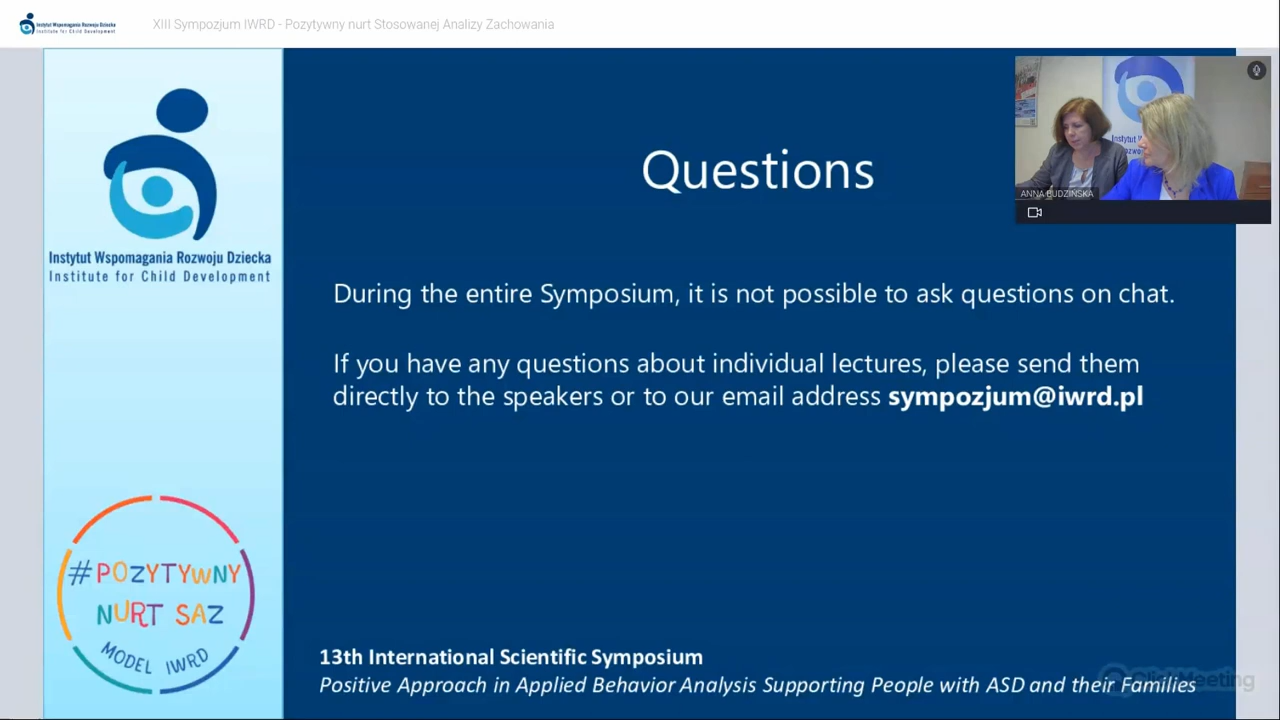 Instytut Wspomagania Rozwoju Dziecka
Institute for Child Development
XIII Sympozjum IWRD - Pozytywny nurt Stosowanej Analizy Zachowania
Instytut Wspomagania Rozwoju Dziecka
Institute for Child Development
#POZYTYWNY
NURT SAZ
MODEL IWRD
Questions
During the entire Symposium, it is not possible to ask questions on chat.
If you have any questions about individual lectures, please send them
directly to the speakers or to our email address sympozjum@iwrd.pl
13th International Scientific Symposium
Positive Approach in Applied Behavior Analysis Supporting People with ASD and their Families
ClickMeeting
ANNA BUDZIŃSKA